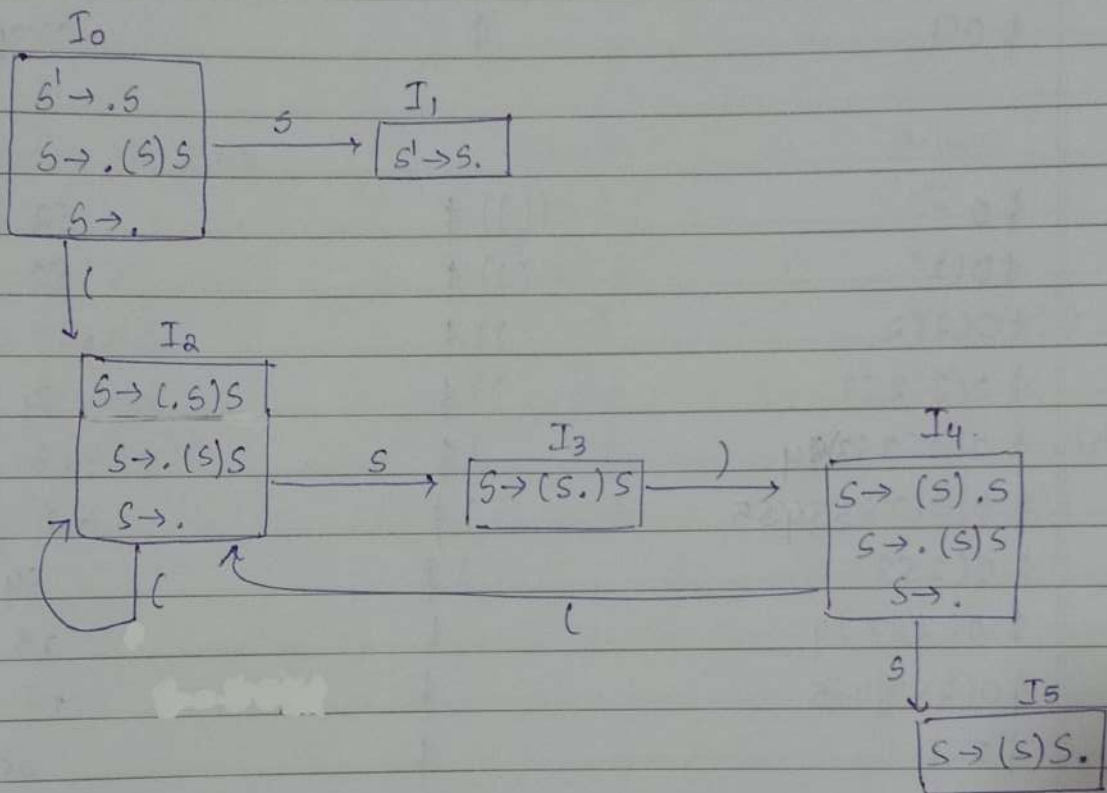 I0
S' → .S
S → .(S)S
S → .
S
I1
S' → S.
(
I2
S → (.S)S
S → .(S)S
S → .
(
S
I3
S → (S.)S
)
I4
S → (S).S
S → .(S)S
S → .
(
S
I5
S → (S)S.